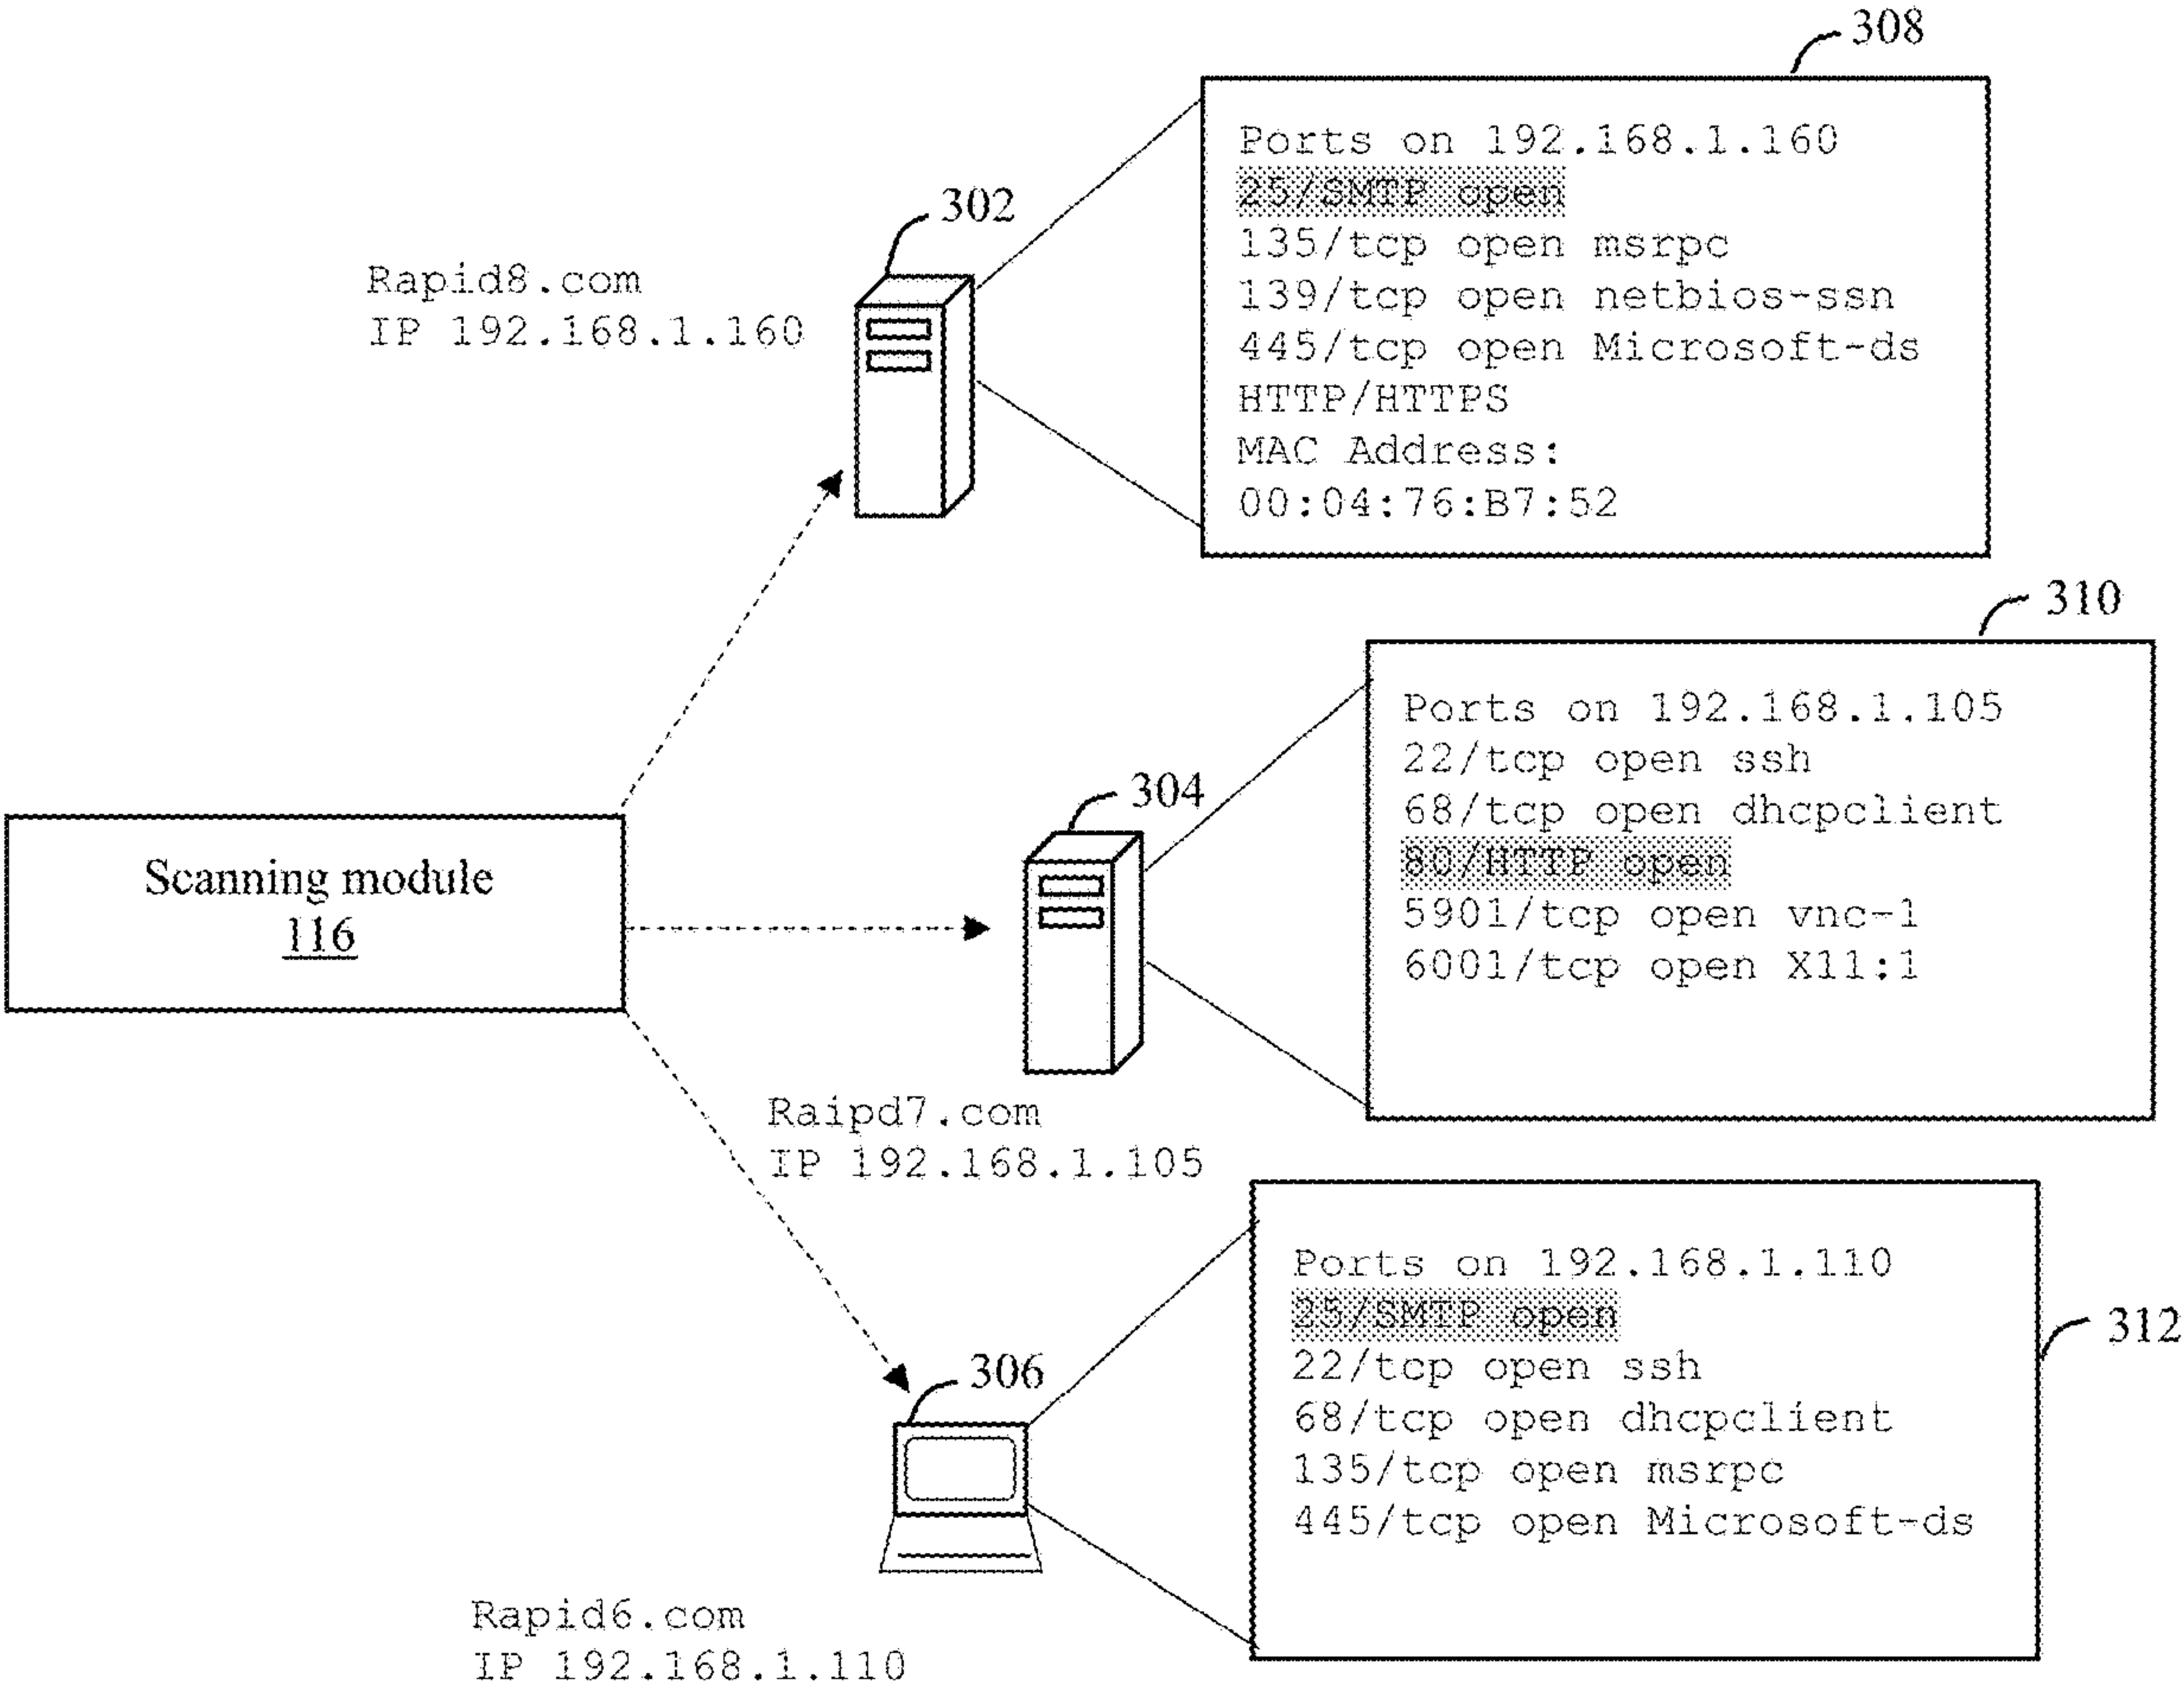 308
Ports on 192.168.1.160
25/SMTP open
135/tcp open msrpc
139/tcp open netbios-ssn
445/tcp open Microsoft-ds
HTTP/HTTPS
MAC Address:
00:04:76:B7:52
302
Rapid8.com
IP 192.168.1.160
310
Ports on 192.168.1.105
22/tcp open ssh
68/tcp open dhcpclient
80/HTTP open
5901/tcp open vnc-1
6001/tcp open X11:1
304
Scanning module
116
Raipd7.com
IP 192.168.1.105
Ports on 192.168.1.110
25/SMTP open
22/tcp open ssh
68/tcp open dhcpclient
135/tcp open msrpc
445/tcp open Microsoft-ds
312
306
Rapid6.com
IP 192.168.1.110